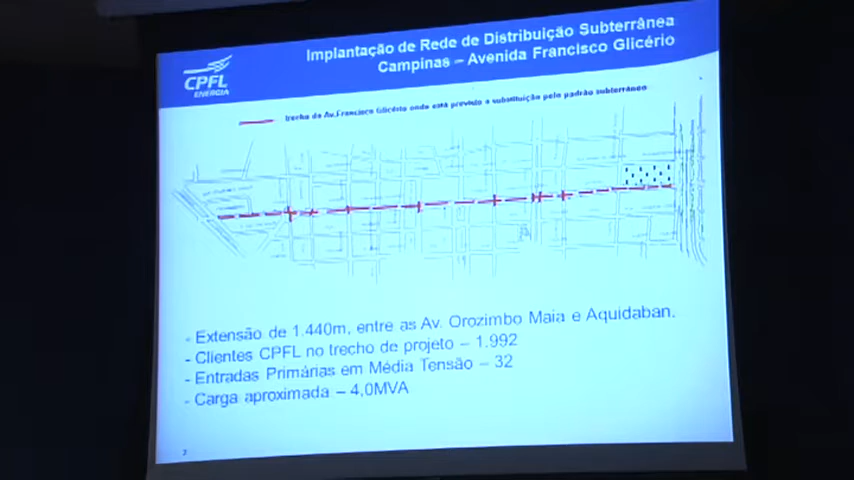 Implantação de Rede de Distribuição Subterrânea
Campinas – Avenida Francisco Glicério
CPFL
ENERGIA
trecho da Av.Francisco Glicério onde está previsto a substituição pelo padrão subterrâneo
- Extensão de 1.440m, entre as Av. Orozimbo Maia e Aquidaban.
- Clientes CPFL no trecho de projeto – 1.992
- Entradas Primárias em Média Tensão – 32
- Carga aproximada – 4,0MVA